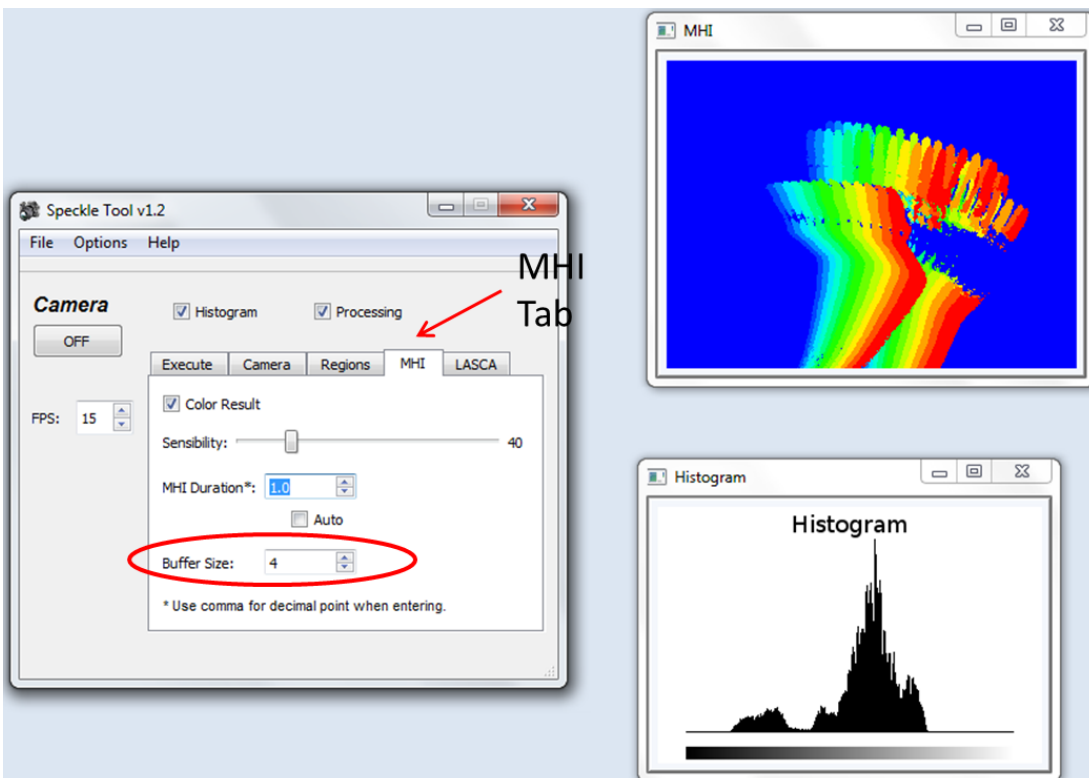 MHI
Speckle Tool v1.2
File Options Help
MHI
Tab
Camera
Histogram Processing
OFF
Execute Camera Regions MHI LASCA
FPS: 15
Color Result
Sensibility: 40
MHI Duration*: 1.0
Auto
Buffer Size: 4
* Use comma for decimal point when entering.
Histogram
Histogram